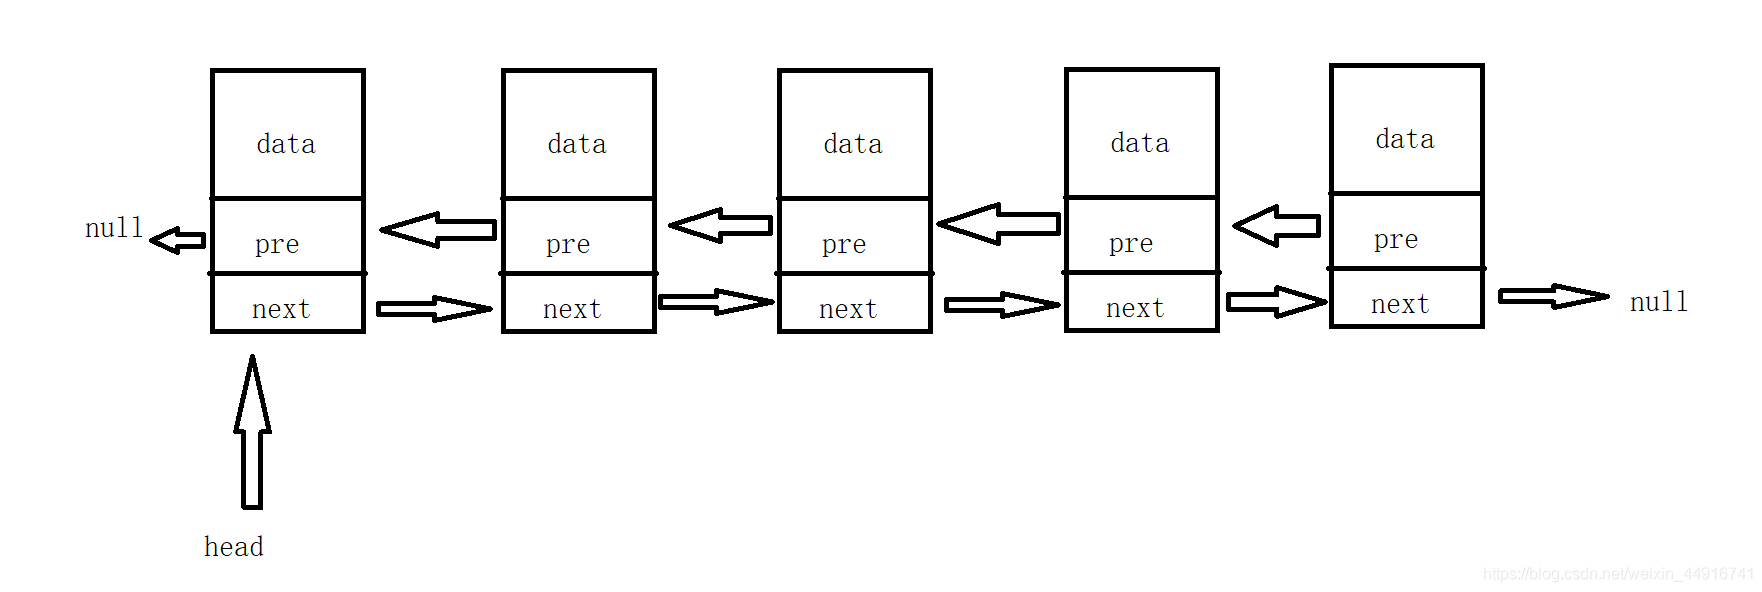 data data data data data
null pre pre pre pre pre
next next next next next null
head
https://blog.csdn.net/weixin_44916741